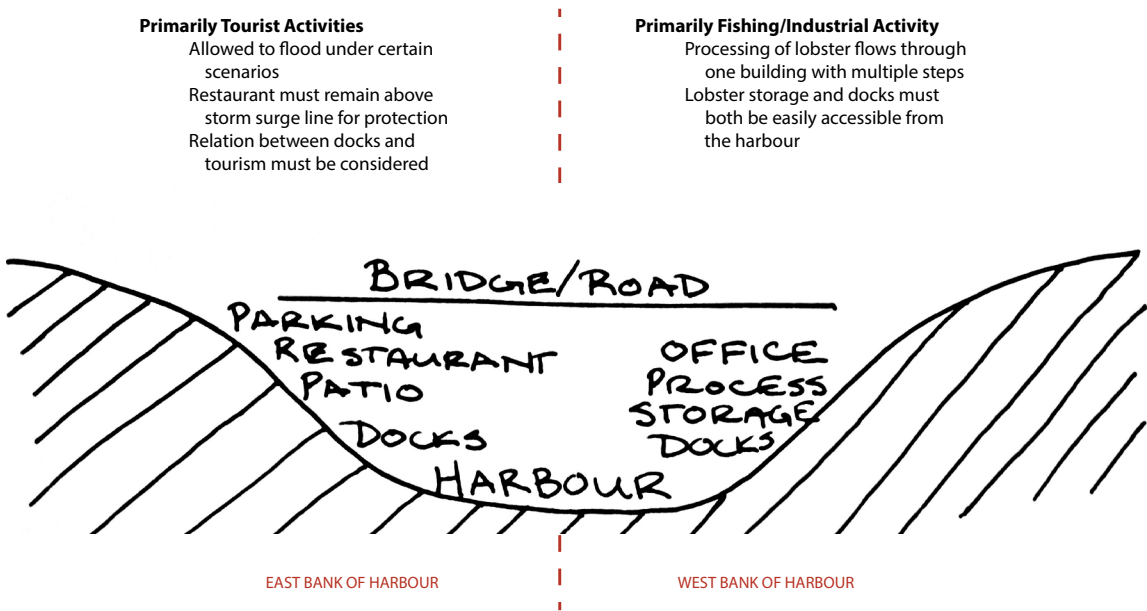 Primarily Tourist Activities
Allowed to flood under certain
scenarios
Restaurant must remain above
storm surge line for protection
Relation between docks and
tourism must be considered
Primarily Fishing/Industrial Activity
Processing of lobster flows through
one building with multiple steps
Lobster storage and docks must
both be easily accessible from
the harbour
BRIDGE/ROAD
PARKING
RESTAURANT
PATIO
DOCKS
OFFICE
PROCESS
STORAGE
DOCKS
HARBOUR
EAST BANK OF HARBOUR
WEST BANK OF HARBOUR